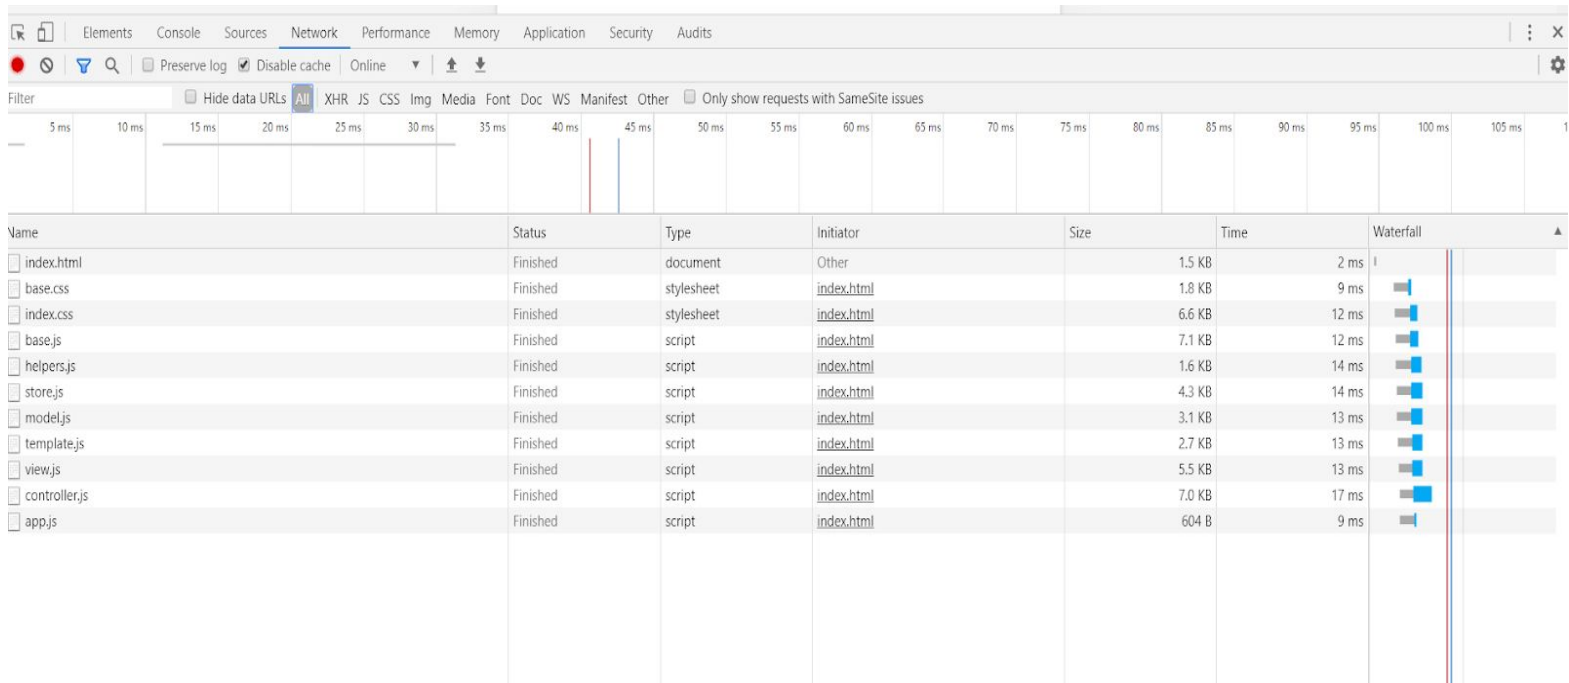 Elements Console Sources Network Performance Memory Application Security Audits
Preserve log Disable cache Online
Filter Hide data URLs All XHR JS CSS Img Media Font Doc WS Manifest Other Only show requests with SameSite issues
5 ms 10 ms 15 ms 20 ms 25 ms 30 ms 35 ms 40 ms 45 ms 50 ms 55 ms 60 ms 65 ms 70 ms 75 ms 80 ms 85 ms 90 ms 95 ms 100 ms 105 ms 1
Name Status Type Initiator Size Time Waterfall
index.html Finished document Other 1.5 KB 2 ms
base.css Finished stylesheet index.html 1.8 KB 9 ms
index.css Finished stylesheet index.html 6.6 KB 12 ms
base.js Finished script index.html 7.1 KB 12 ms
helpers.js Finished script index.html 1.6 KB 14 ms
store.js Finished script index.html 4.3 KB 14 ms
model.js Finished script index.html 3.1 KB 13 ms
template.js Finished script index.html 2.7 KB 13 ms
view.js Finished script index.html 5.5 KB 13 ms
controller.js Finished script index.html 7.0 KB 17 ms
app.js Finished script index.html 604 B 9 ms